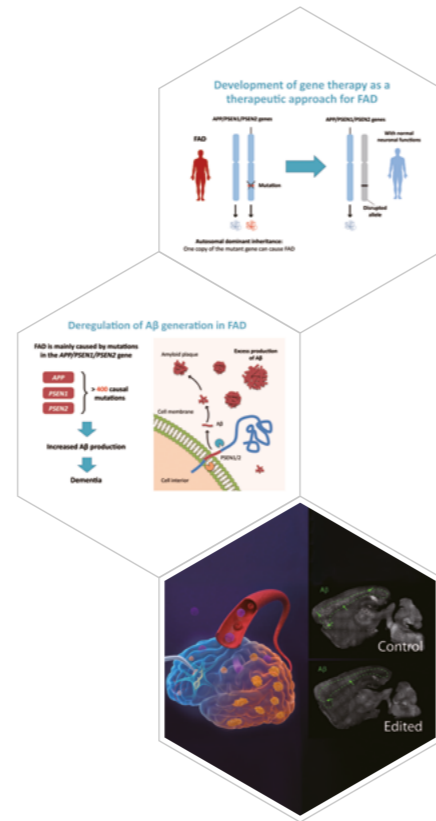 Development of gene therapy as a
therapeutic approach for FAD
APP/PSEN1/PSEN2 genes
APP/PSEN1/PSEN2 genes
FAD
With normal
neuronal functions
Mutation
Disrupted
allele
Autosomal dominant inheritance:
One copy of the mutant gene can cause FAD
Deregulation of Aβ generation in FAD
FAD is mainly caused by mutations
in the APP/PSEN1/PSEN2 gene
APP
PSEN1
PSEN2
> 400 causal
mutations
Increased Aβ production
Dementia
Amyloid plaque
Excess production
of Aβ
Cell membrane
Aβ
PSEN1/2
Cell interior
Aβ
Control
Aβ
Edited